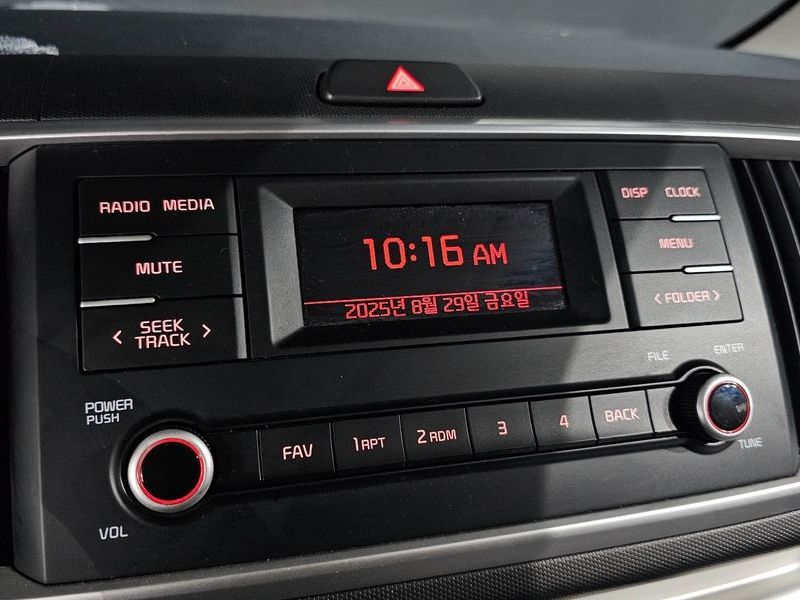 RADIO MEDIA
MUTE
< SEEK >
TRACK
10:16 AM
2025년 8월 29일 금요일
DISP CLOCK
MENU
< FOLDER >
FILE
ENTER
POWER
PUSH
VOL
FAV
1 RPT
2 RDM
3
4
BACK
TUNE